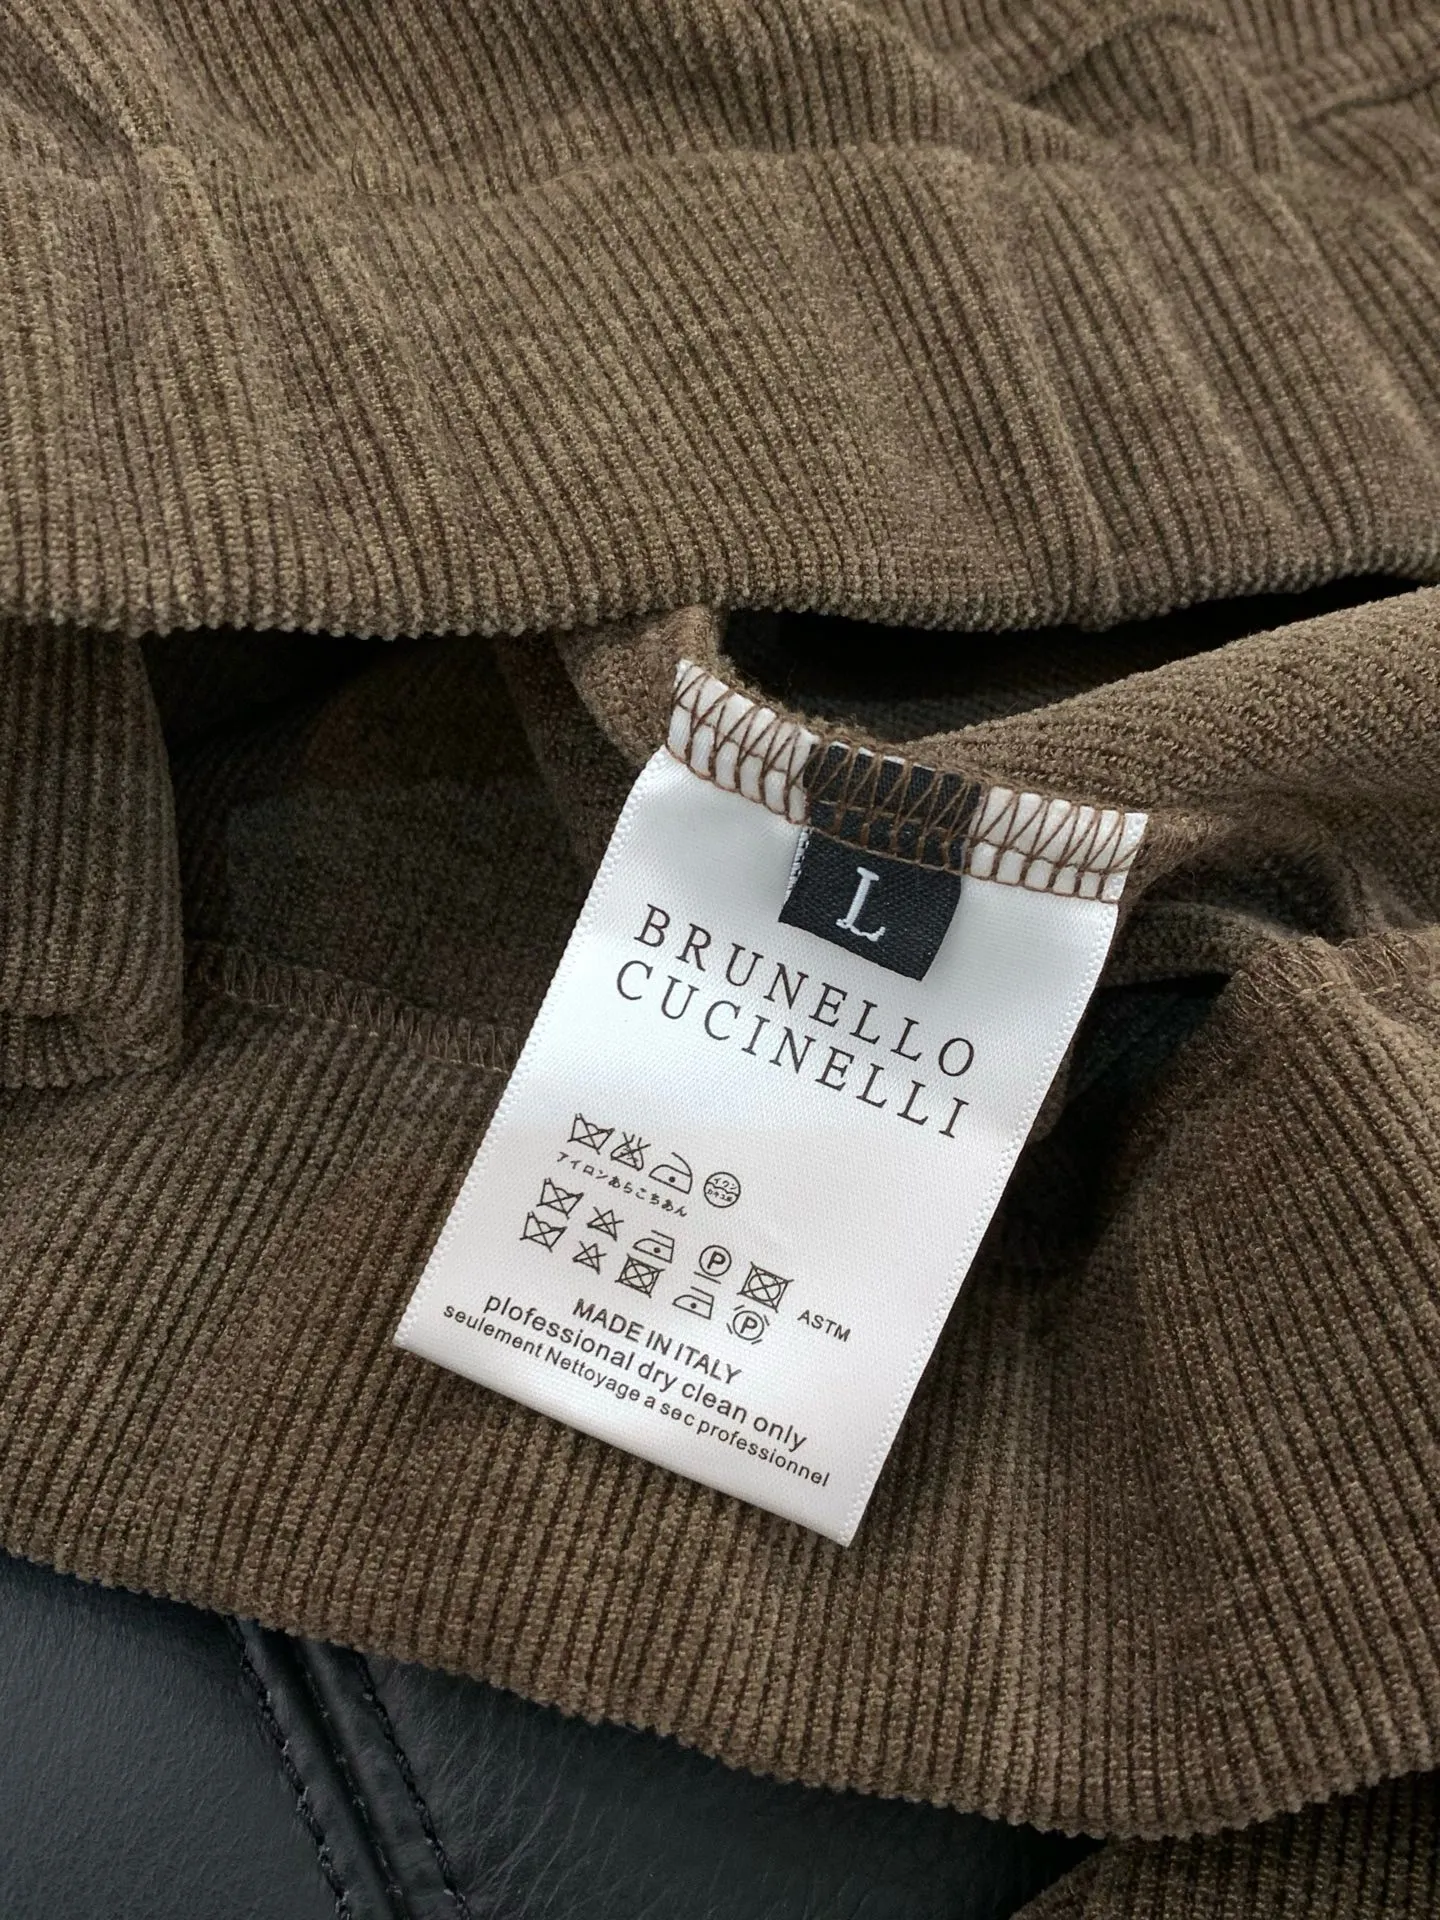 L
BRUNELLO
CUCINELLI
アイロンあらこちあん
P
P
ASTM
MADE IN ITALY
plofessional dry clean only
seulement Nettoyage a sec professionnel